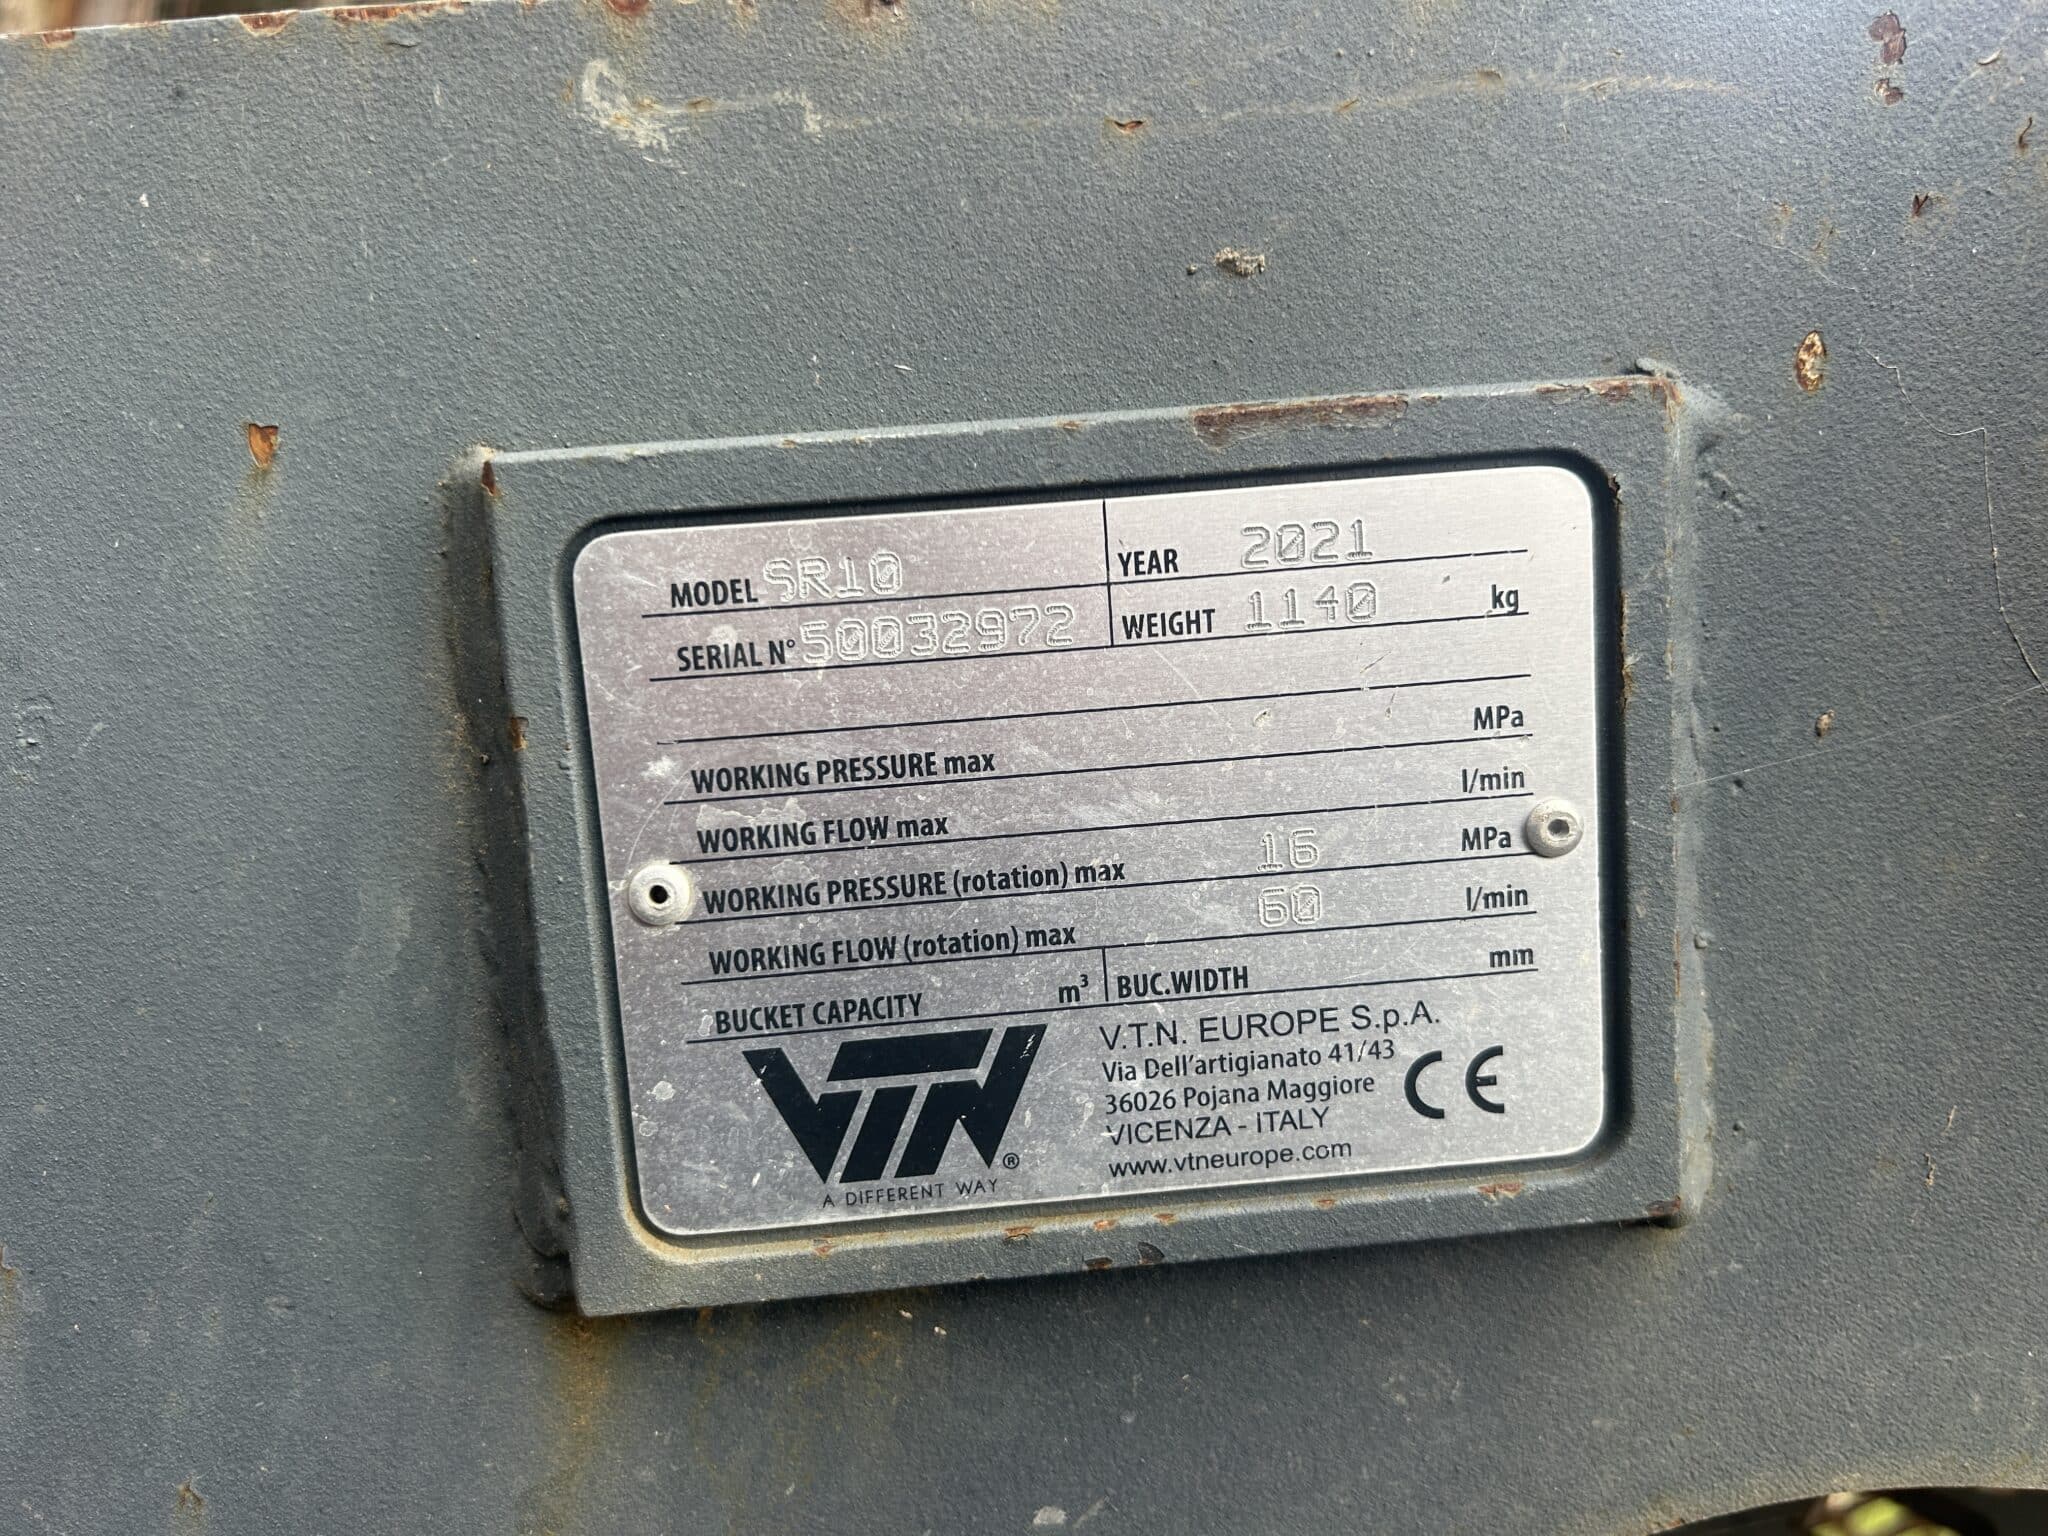 MODEL SR10 YEAR 2021
SERIAL N° 50032972 WEIGHT 1140 kg
WORKING PRESSURE max MPa
WORKING FLOW max l/min
WORKING PRESSURE (rotation) max 16 MPa
WORKING FLOW (rotation) max 60 l/min
BUCKET CAPACITY m³ BUC.WIDTH mm
VTN®
A DIFFERENT WAY
V.T.N. EUROPE S.p.A.
Via Dell'artigianato 41/43
36026 Pojana Maggiore
VICENZA - ITALY
www.vtneurope.com
CE